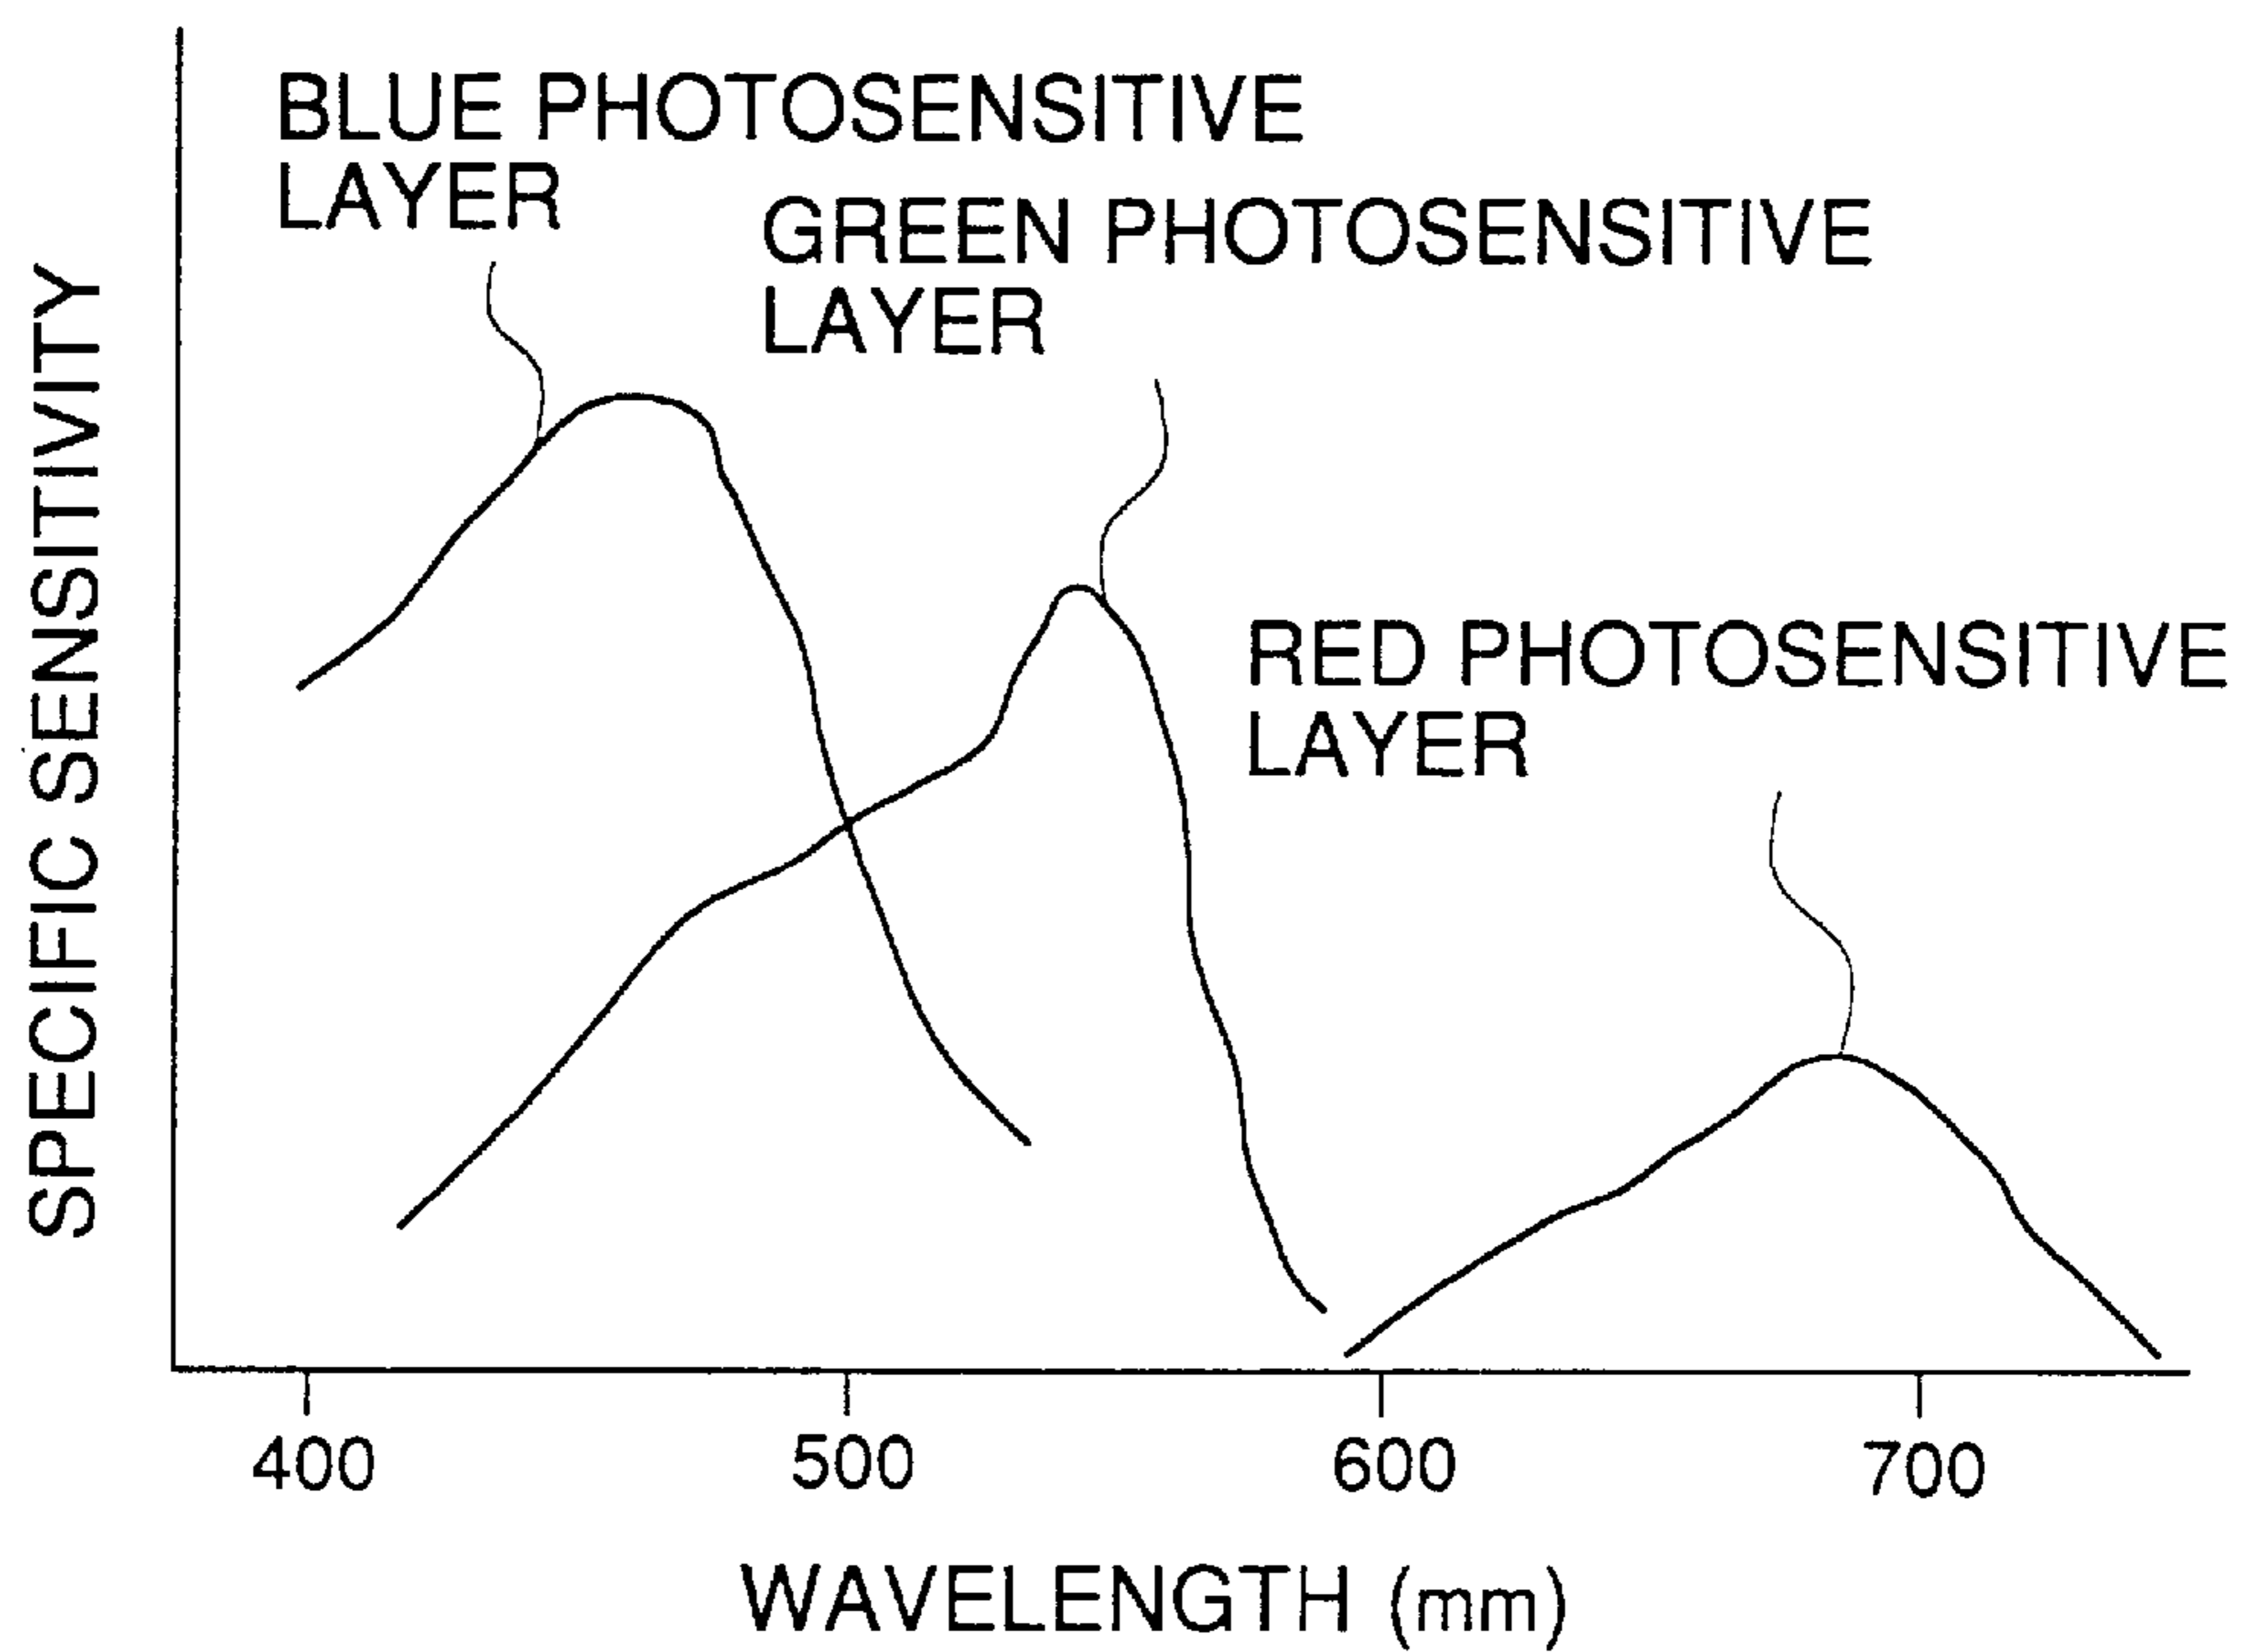 BLUE PHOTOSENSITIVE
LAYER
GREEN PHOTOSENSITIVE
LAYER
RED PHOTOSENSITIVE
LAYER
SPECIFIC SENSITIVITY
400
500
600
700
WAVELENGTH (mm)